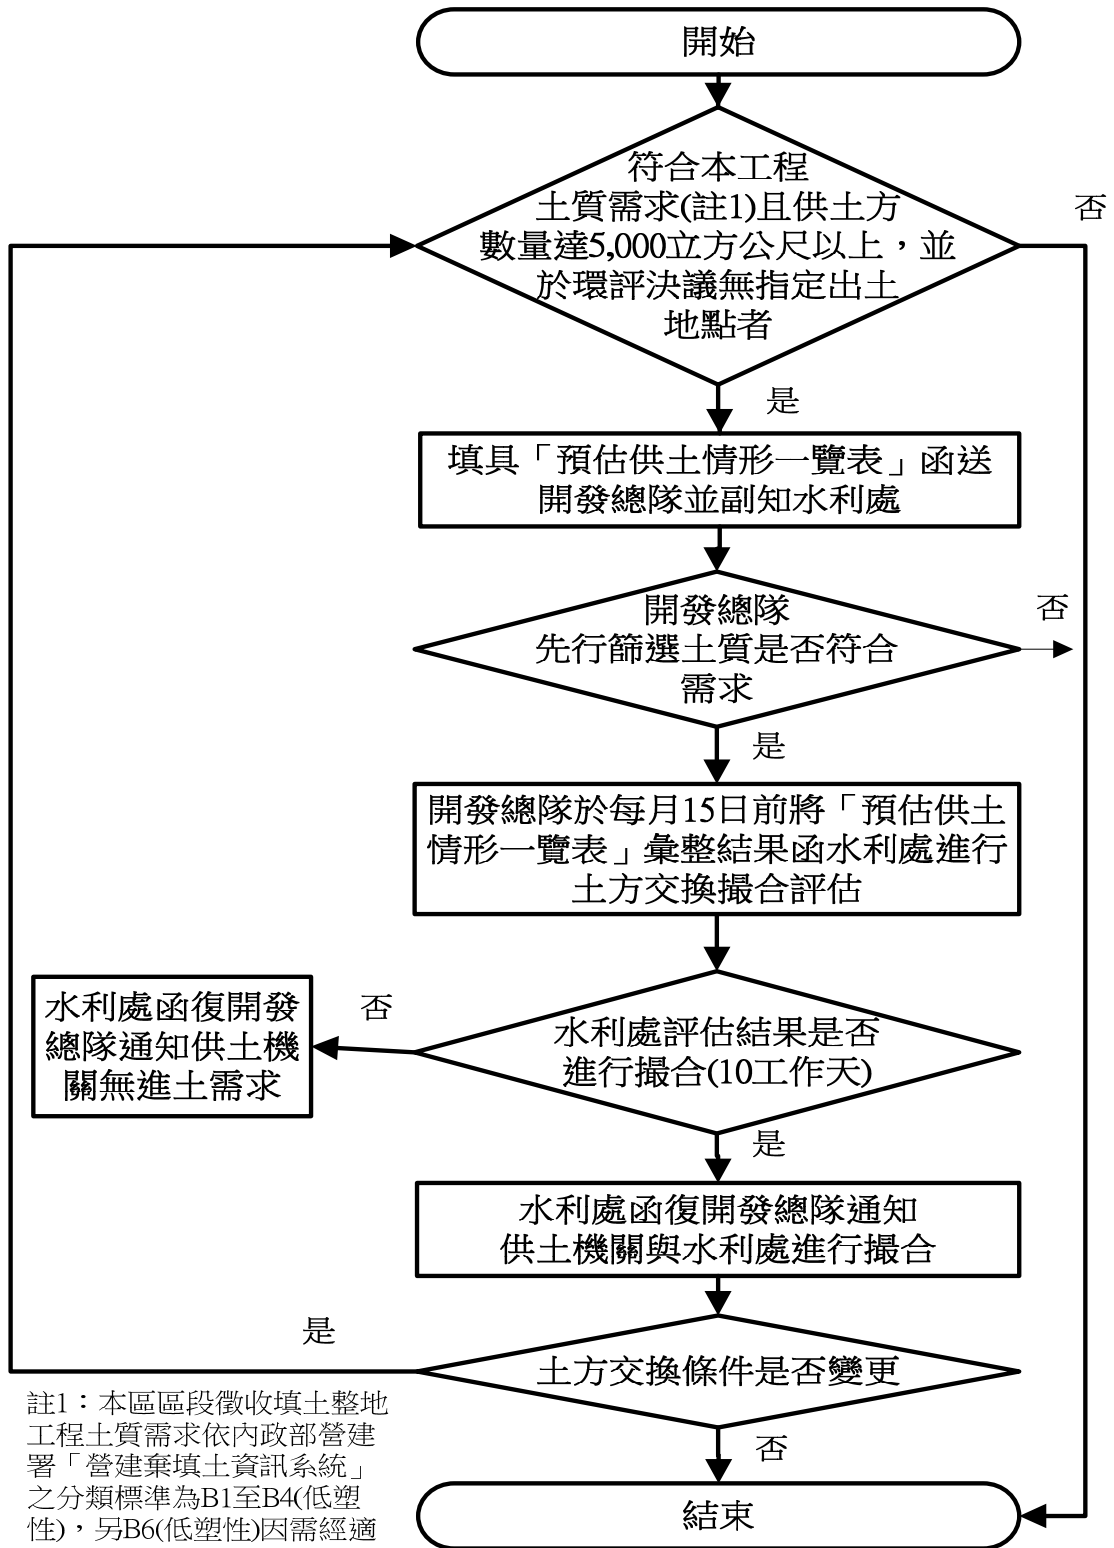 開始
符合本工程
土質需求(註1)且供土方
數量達5,000立方公尺以上，並
於環評決議無指定出土
地點者
否
是
填具「預估供土情形一覽表」函送
開發總隊並副知水利處
開發總隊
先行篩選土質是否符合
需求
否
是
開發總隊於每月15日前將「預估供土
情形一覽表」彙整結果函水利處進行
土方交換撮合評估
水利處評估結果是否
進行撮合(10工作天)
否
水利處函復開發
總隊通知供土機
關無進土需求
是
水利處函復開發總隊通知
供土機關與水利處進行撮合
土方交換條件是否變更
是
否
結束
註1：本區區段徵收填土整地
工程土質需求依內政部營建
署「營建棄填土資訊系統」
之分類標準為B1至B4(低塑
性)，另B6(低塑性)因需經適